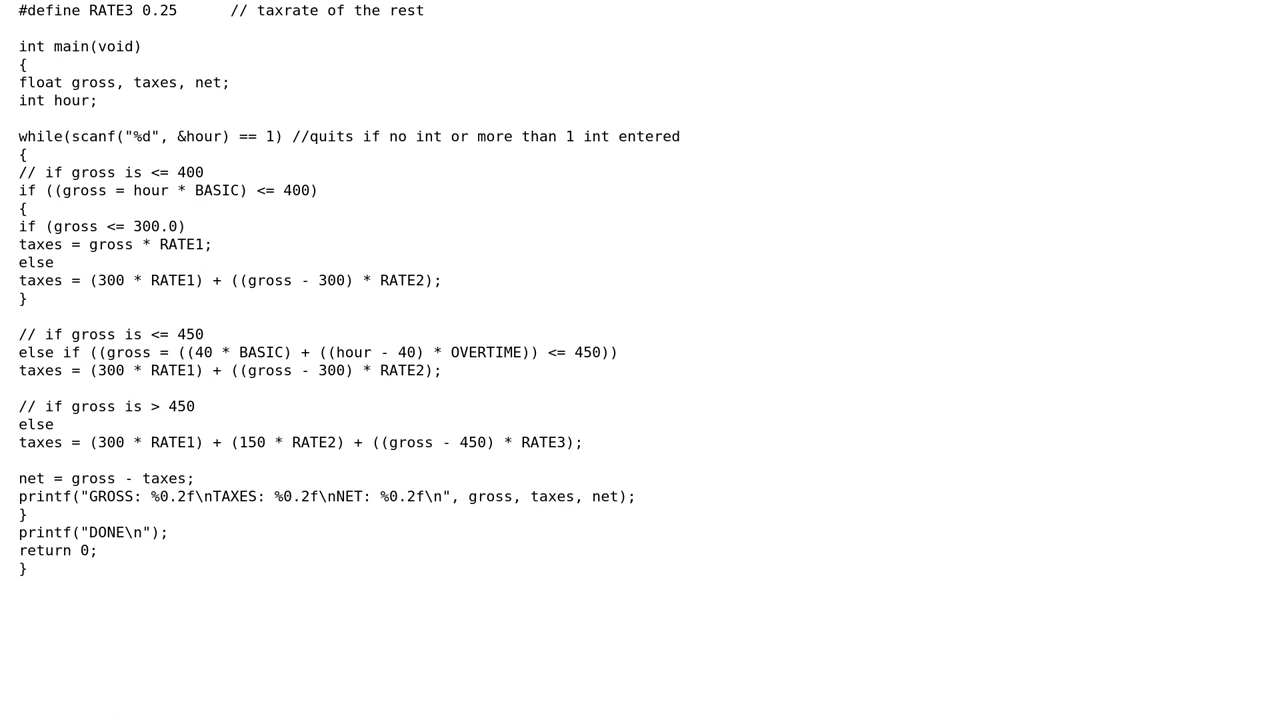 #define RATE3 0.25      // taxrate of the rest
int main(void)
{
float gross, taxes, net;
int hour;
while(scanf("%d", &hour) == 1) //quits if no int or more than 1 int entered
{
// if gross is <= 400
if ((gross = hour * BASIC) <= 400)
{
if (gross <= 300.0)
taxes = gross * RATE1;
else
taxes = (300 * RATE1) + ((gross - 300) * RATE2);
}
// if gross is <= 450
else if ((gross = ((40 * BASIC) + ((hour - 40) * OVERTIME)) <= 450))
taxes = (300 * RATE1) + ((gross - 300) * RATE2);
// if gross is > 450
else
taxes = (300 * RATE1) + (150 * RATE2) + ((gross - 450) * RATE3);
net = gross - taxes;
printf("GROSS: %0.2f\nTAXES: %0.2f\nNET: %0.2f\n", gross, taxes, net);
}
printf("DONE\n");
return 0;
}